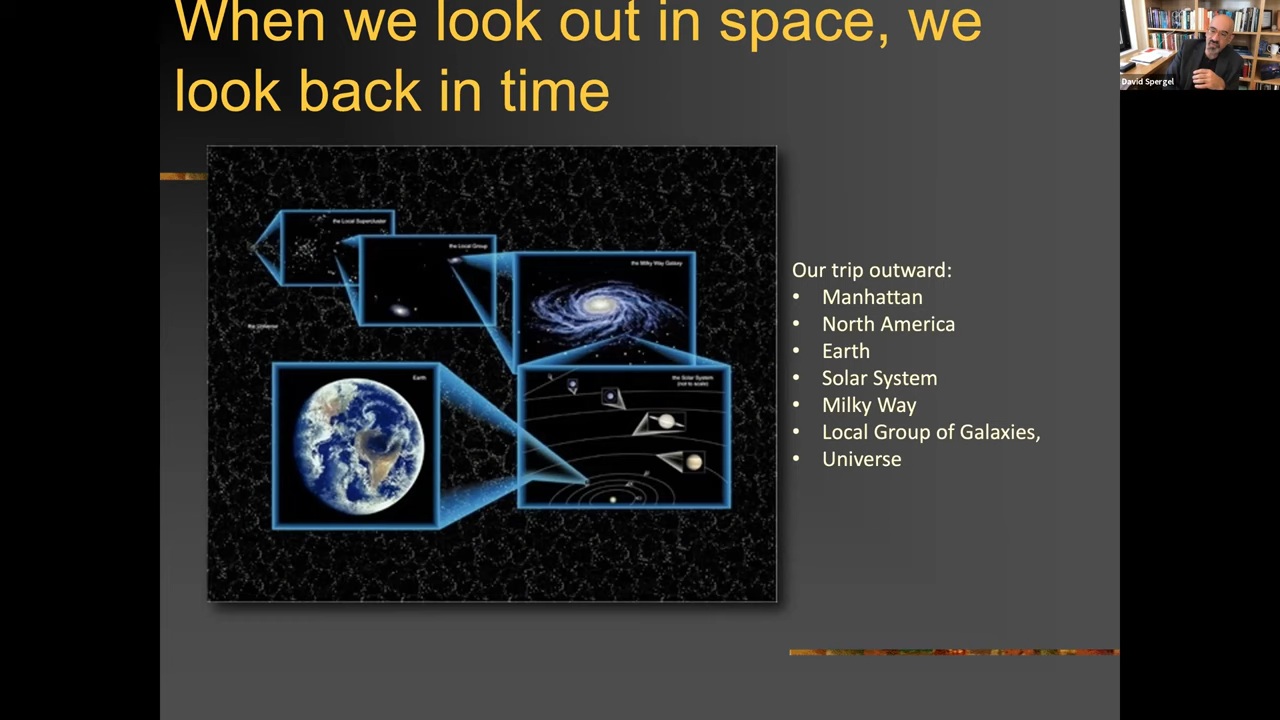 When we look out in space, we
look back in time
David Spergel
the Local Supercluster
the Local Group
the Milky Way Galaxy
the Universe
Earth
the Solar System
(not to scale)
Our trip outward:
• Manhattan
• North America
• Earth
• Solar System
• Milky Way
• Local Group of Galaxies,
• Universe